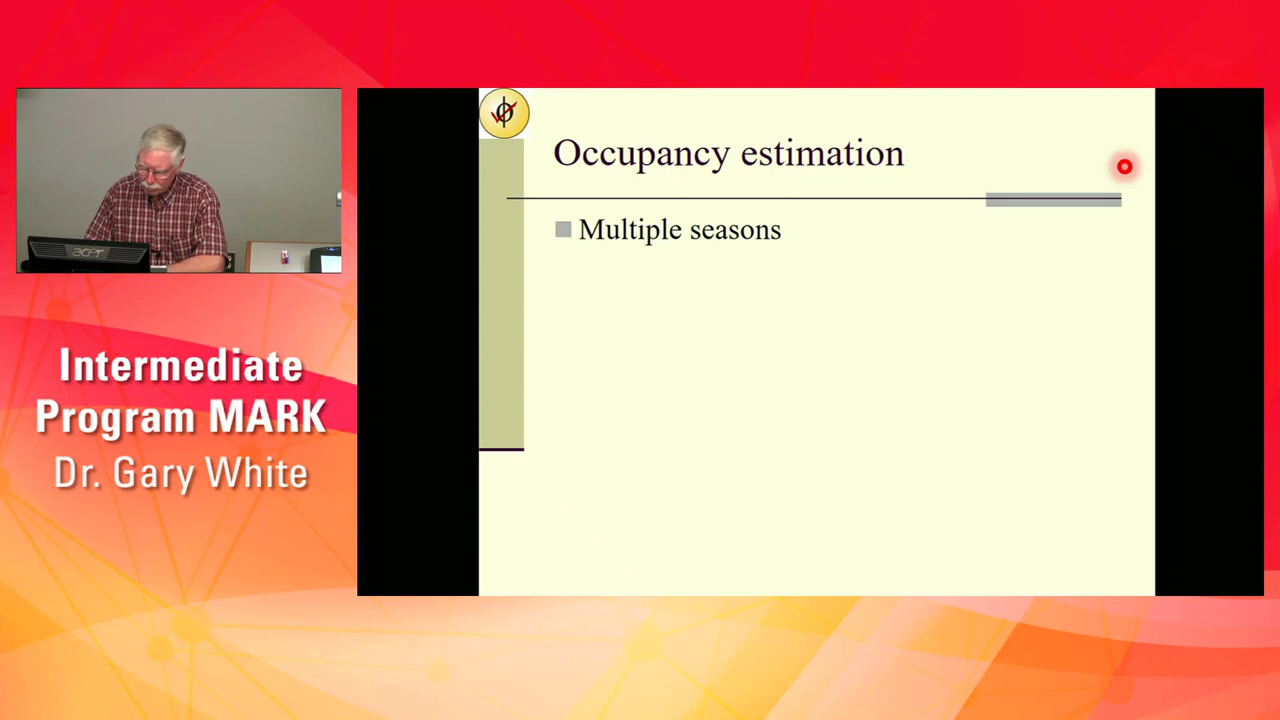 Occupancy estimation
Multiple seasons
acer
Intermediate
Program MARK
Dr. Gary White